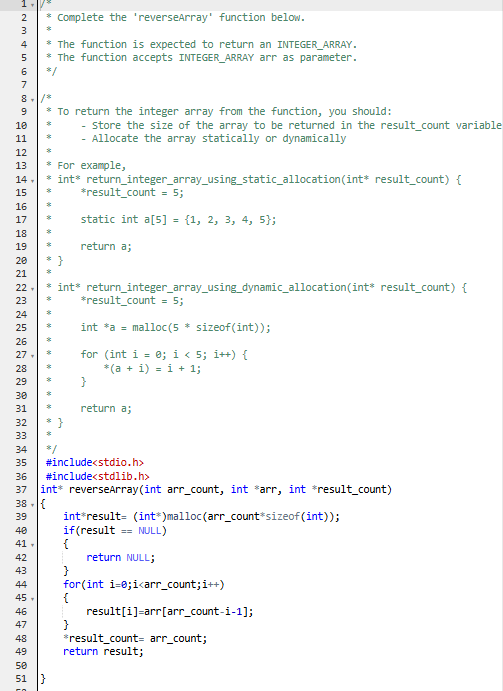 1 /*
2 * Complete the 'reverseArray' function below.
3 *
4 * The function is expected to return an INTEGER_ARRAY.
5 * The function accepts INTEGER_ARRAY arr as parameter.
6 */
7
8 /*
9 * To return the integer array from the function, you should:
10 *     - Store the size of the array to be returned in the result_count variable
11 *     - Allocate the array statically or dynamically
12 *
13 * For example,
14 * int* return_integer_array_using_static_allocation(int* result_count) {
15 *     *result_count = 5;
16 *
17 *     static int a[5] = {1, 2, 3, 4, 5};
18 *
19 *     return a;
20 * }
21 *
22 * int* return_integer_array_using_dynamic_allocation(int* result_count) {
23 *     *result_count = 5;
24 *
25 *     int *a = malloc(5 * sizeof(int));
26 *
27 *     for (int i = 0; i < 5; i++) {
28 *         *(a + i) = i + 1;
29 *     }
30 *
31 *     return a;
32 * }
33 *
34 */
35 #include<stdio.h>
36 #include<stdlib.h>
37 int* reverseArray(int arr_count, int *arr, int *result_count)
38 {
39     int*result= (int*)malloc(arr_count*sizeof(int));
40     if(result == NULL)
41     {
42         return NULL;
43     }
44     for(int i=0;i<arr_count;i++)
45     {
46         result[i]=arr[arr_count-i-1];
47     }
48     *result_count= arr_count;
49     return result;
50
51 }